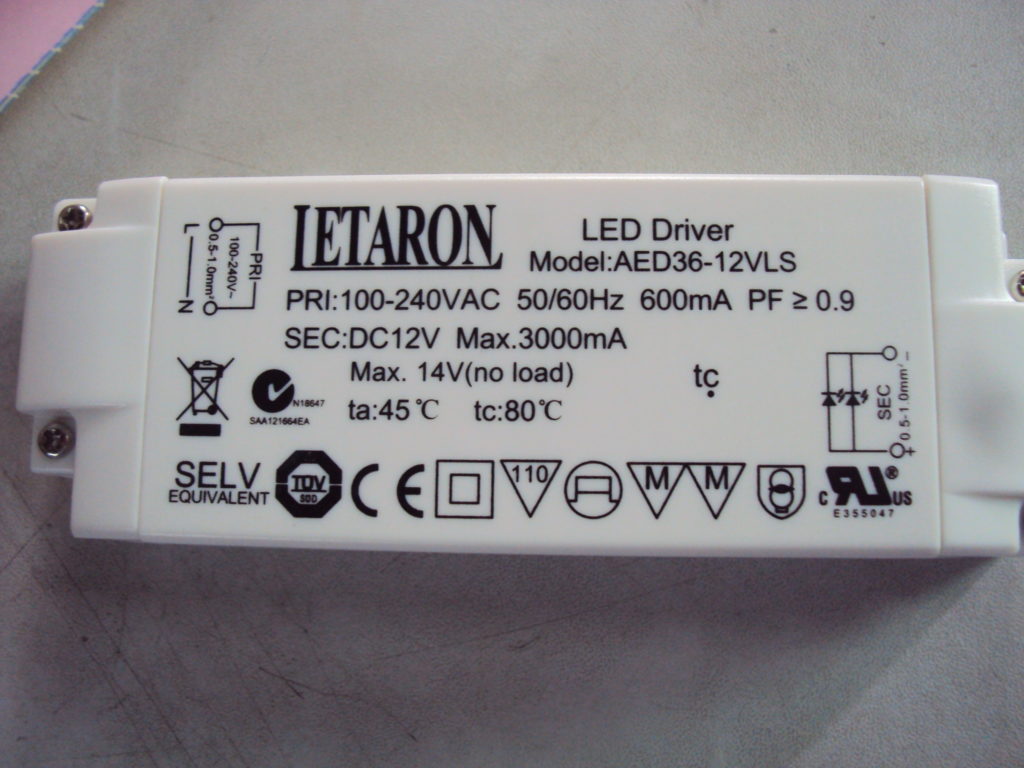 LETARON
LED Driver
Model:AED36-12VLS
PRI:100-240VAC 50/60Hz 600mA PF ≥ 0.9
SEC:DC12V Max.3000mA
Max. 14V(no load)
ta:45℃ tc:80℃
tc
L
N
0.5-1.0mm²
100-240V~
PRI
N18647
SAA121664EA
SEC
0.5-1.0mm²
- +
SELV
EQUIVALENT
TÜV
SÜD
CE
110
M M
c RU® US
E355047